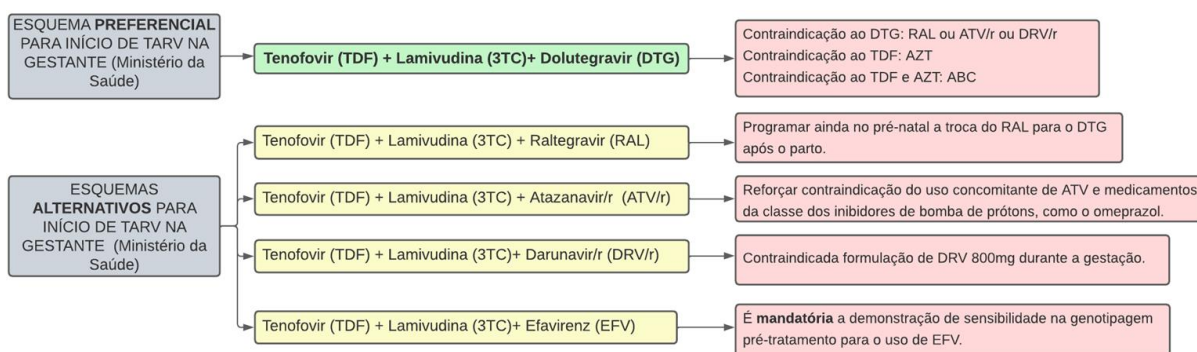 ESQUEMA PREFERENCIAL
PARA INÍCIO DE TARV NA
GESTANTE (Ministério da
Saúde)
Tenofovir (TDF) + Lamivudina (3TC)+ Dolutegravir (DTG)
Contraindicação ao DTG: RAL ou ATV/r ou DRV/r
Contraindicação ao TDF: AZT
Contraindicação ao TDF e AZT: ABC
ESQUEMAS
ALTERNATIVOS PARA
INÍCIO DE TARV NA
GESTANTE (Ministério da
Saúde)
Tenofovir (TDF) + Lamivudina (3TC) + Raltegravir (RAL)
Programar ainda no pré-natal a troca do RAL para o DTG
após o parto.
Tenofovir (TDF) + Lamivudina (3TC) + Atazanavir/r (ATV/r)
Reforçar contraindicação do uso concomitante de ATV e medicamentos
da classe dos inibidores de bomba de prótons, como o omeprazol.
Tenofovir (TDF) + Lamivudina (3TC)+ Darunavir/r (DRV/r)
Contraindicada formulação de DRV 800mg durante a gestação.
Tenofovir (TDF) + Lamivudina (3TC)+ Efavirenz (EFV)
É mandatória a demonstração de sensibilidade na genotipagem
pré-tratamento para o uso de EFV.